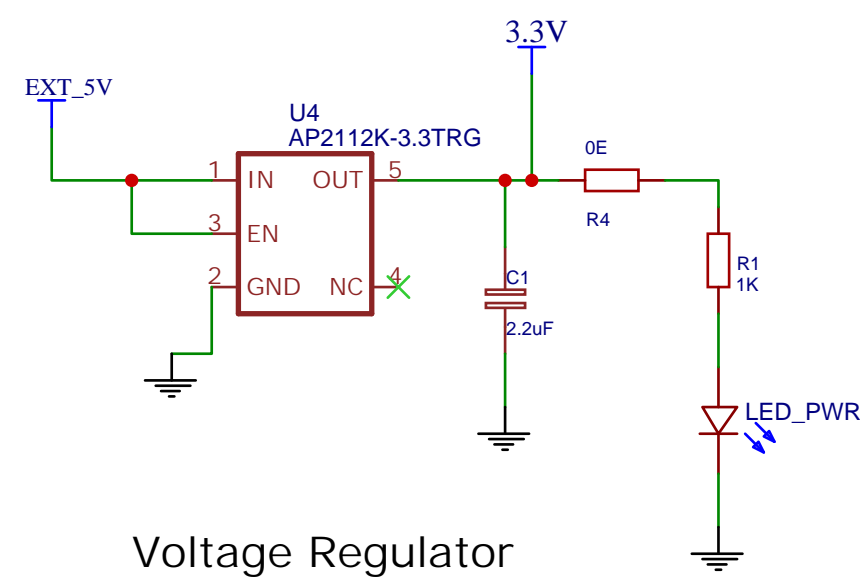 3.3V
EXT_5V
U4
AP2112K-3.3TRG
0E
1 IN OUT 5
R4
3 EN
R1
1K
2 GND NC 4
C1
2.2uF
LED_PWR
Voltage Regulator